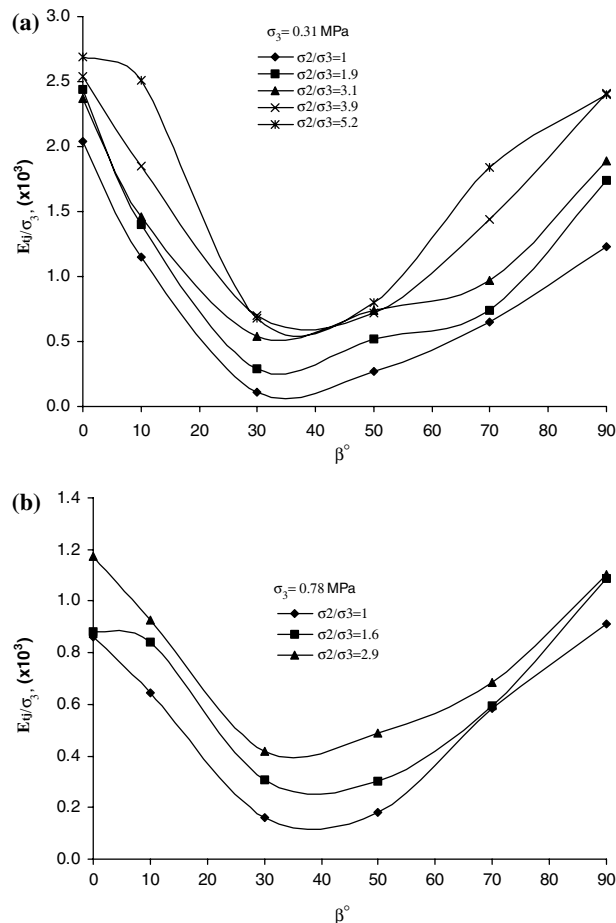 (a)
σ3 = 0.31 MPa
σ2/σ3=1
σ2/σ3=1.9
σ2/σ3=3.1
σ2/σ3=3.9
σ2/σ3=5.2
Etj/σ3, (x10³)
3.0
2.5
2.0
1.5
1.0
0.5
0.0
0 10 20 30 40 50 60 70 80 90
β°
(b)
σ3 = 0.78 MPa
σ2/σ3=1
σ2/σ3=1.6
σ2/σ3=2.9
Etj/σ3, (x10³)
1.4
1.2
1.0
0.8
0.6
0.4
0.2
0.0
0 10 20 30 40 50 60 70 80 90
β°